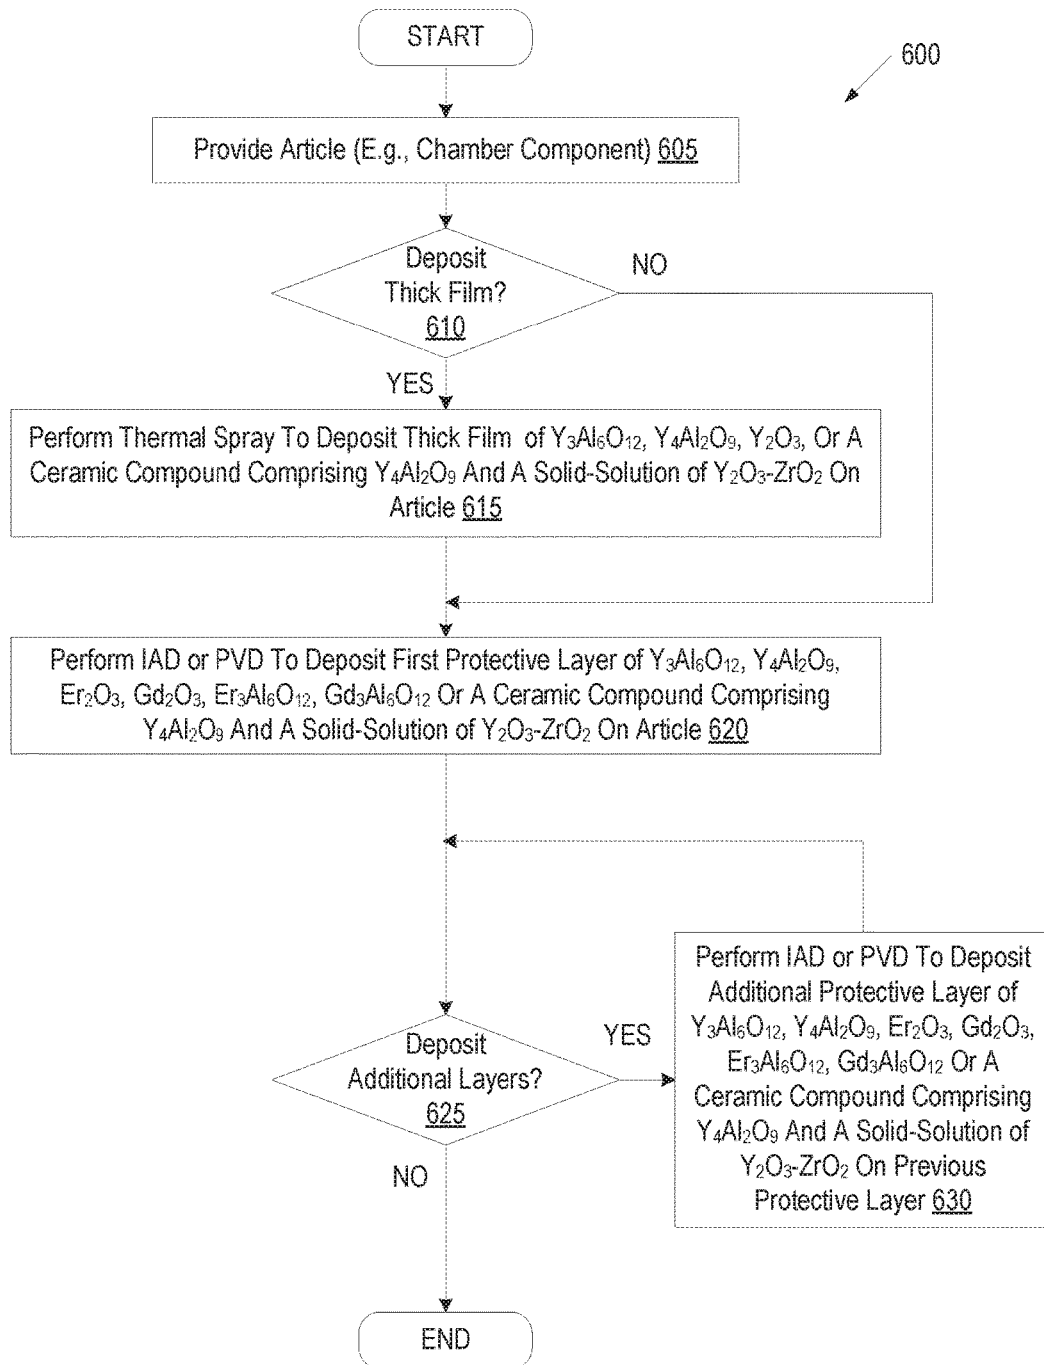 START
600
Provide Article (E.g., Chamber Component) 605
Deposit
Thick Film?
610
NO
YES
Perform Thermal Spray To Deposit Thick Film of Y₃Al₆O₁₂, Y₄Al₂O₉, Y₂O₃, Or A
Ceramic Compound Comprising Y₄Al₂O₉ And A Solid-Solution of Y₂O₃-ZrO₂ On
Article 615
Perform IAD or PVD To Deposit First Protective Layer of Y₃Al₆O₁₂, Y₄Al₂O₉,
Er₂O₃, Gd₂O₃, Er₃Al₆O₁₂, Gd₃Al₆O₁₂ Or A Ceramic Compound Comprising
Y₄Al₂O₉ And A Solid-Solution of Y₂O₃-ZrO₂ On Article 620
Deposit
Additional Layers?
625
YES
NO
Perform IAD or PVD To Deposit
Additional Protective Layer of
Y₃Al₆O₁₂, Y₄Al₂O₉, Er₂O₃, Gd₂O₃,
Er₃Al₆O₁₂, Gd₃Al₆O₁₂ Or A
Ceramic Compound Comprising
Y₄Al₂O₉ And A Solid-Solution of
Y₂O₃-ZrO₂ On Previous
Protective Layer 630
END